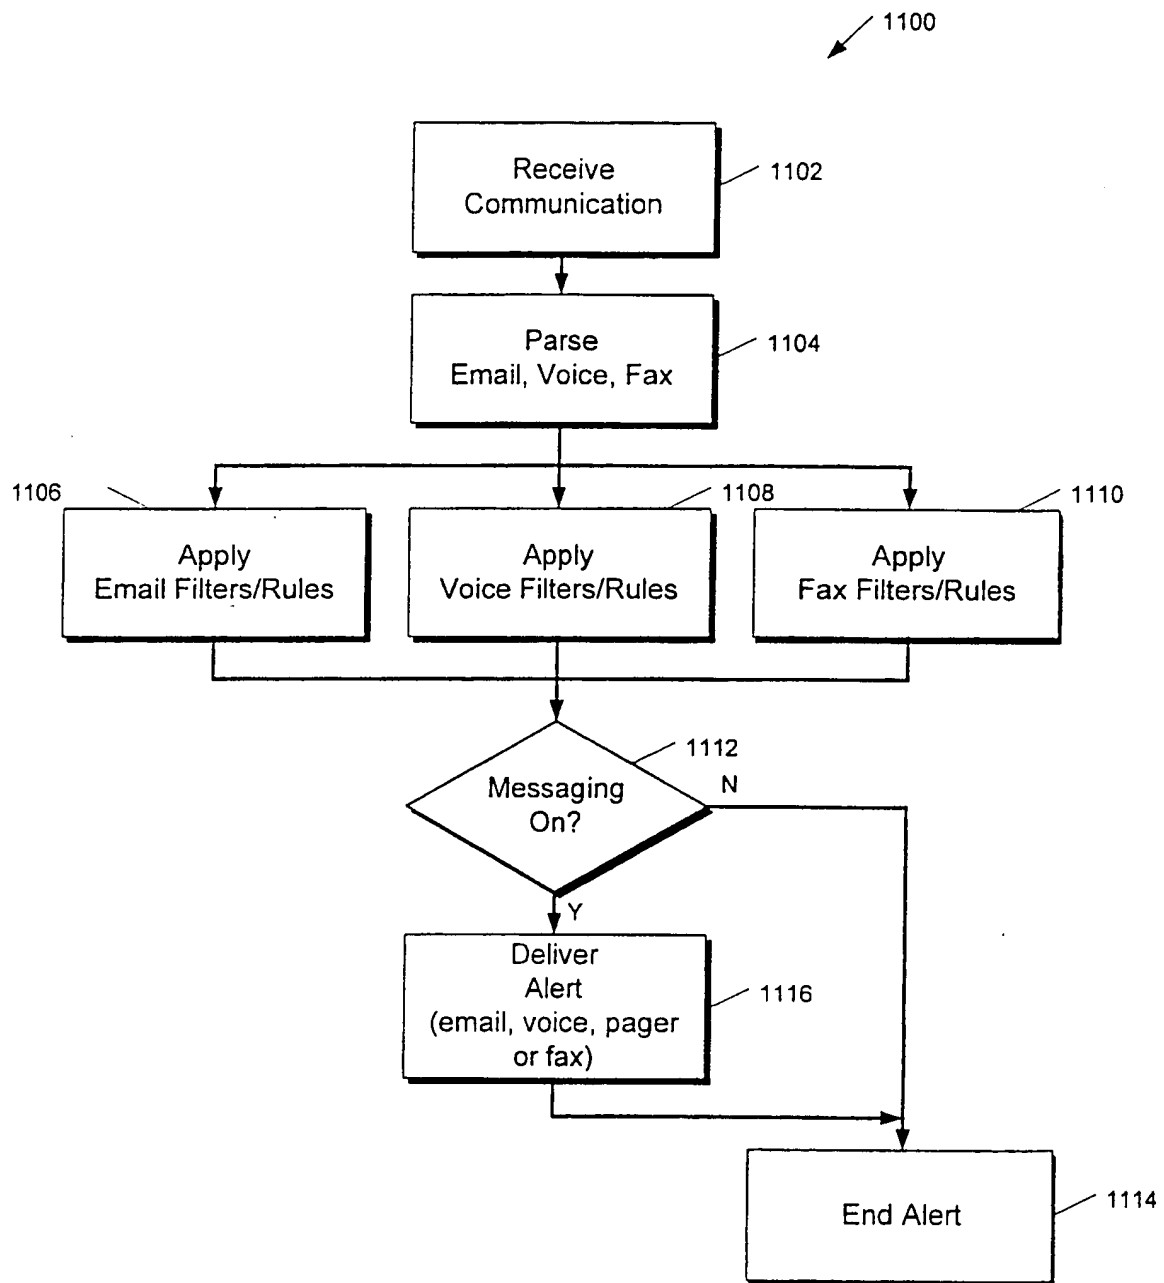 1100
Receive
Communication
1102
Parse
Email, Voice, Fax
1104
1106
Apply
Email Filters/Rules
1108
Apply
Voice Filters/Rules
1110
Apply
Fax Filters/Rules
1112
Messaging
On?
N
Y
Deliver
Alert
(email, voice, pager
or fax)
1116
End Alert
1114